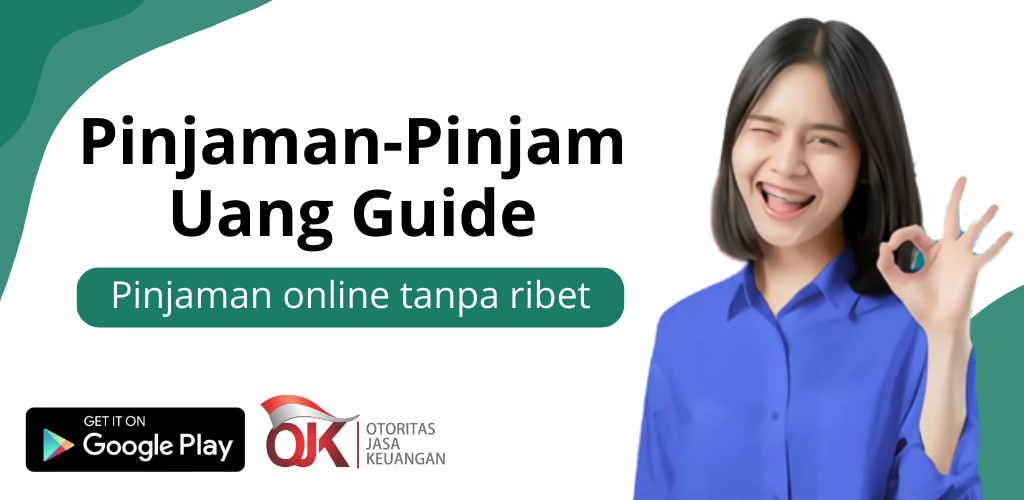 Pinjaman-Pinjam
Uang Guide
Pinjaman online tanpa ribet
GET IT ON
Google Play
OJK
OTORITAS
JASA
KEUANGAN